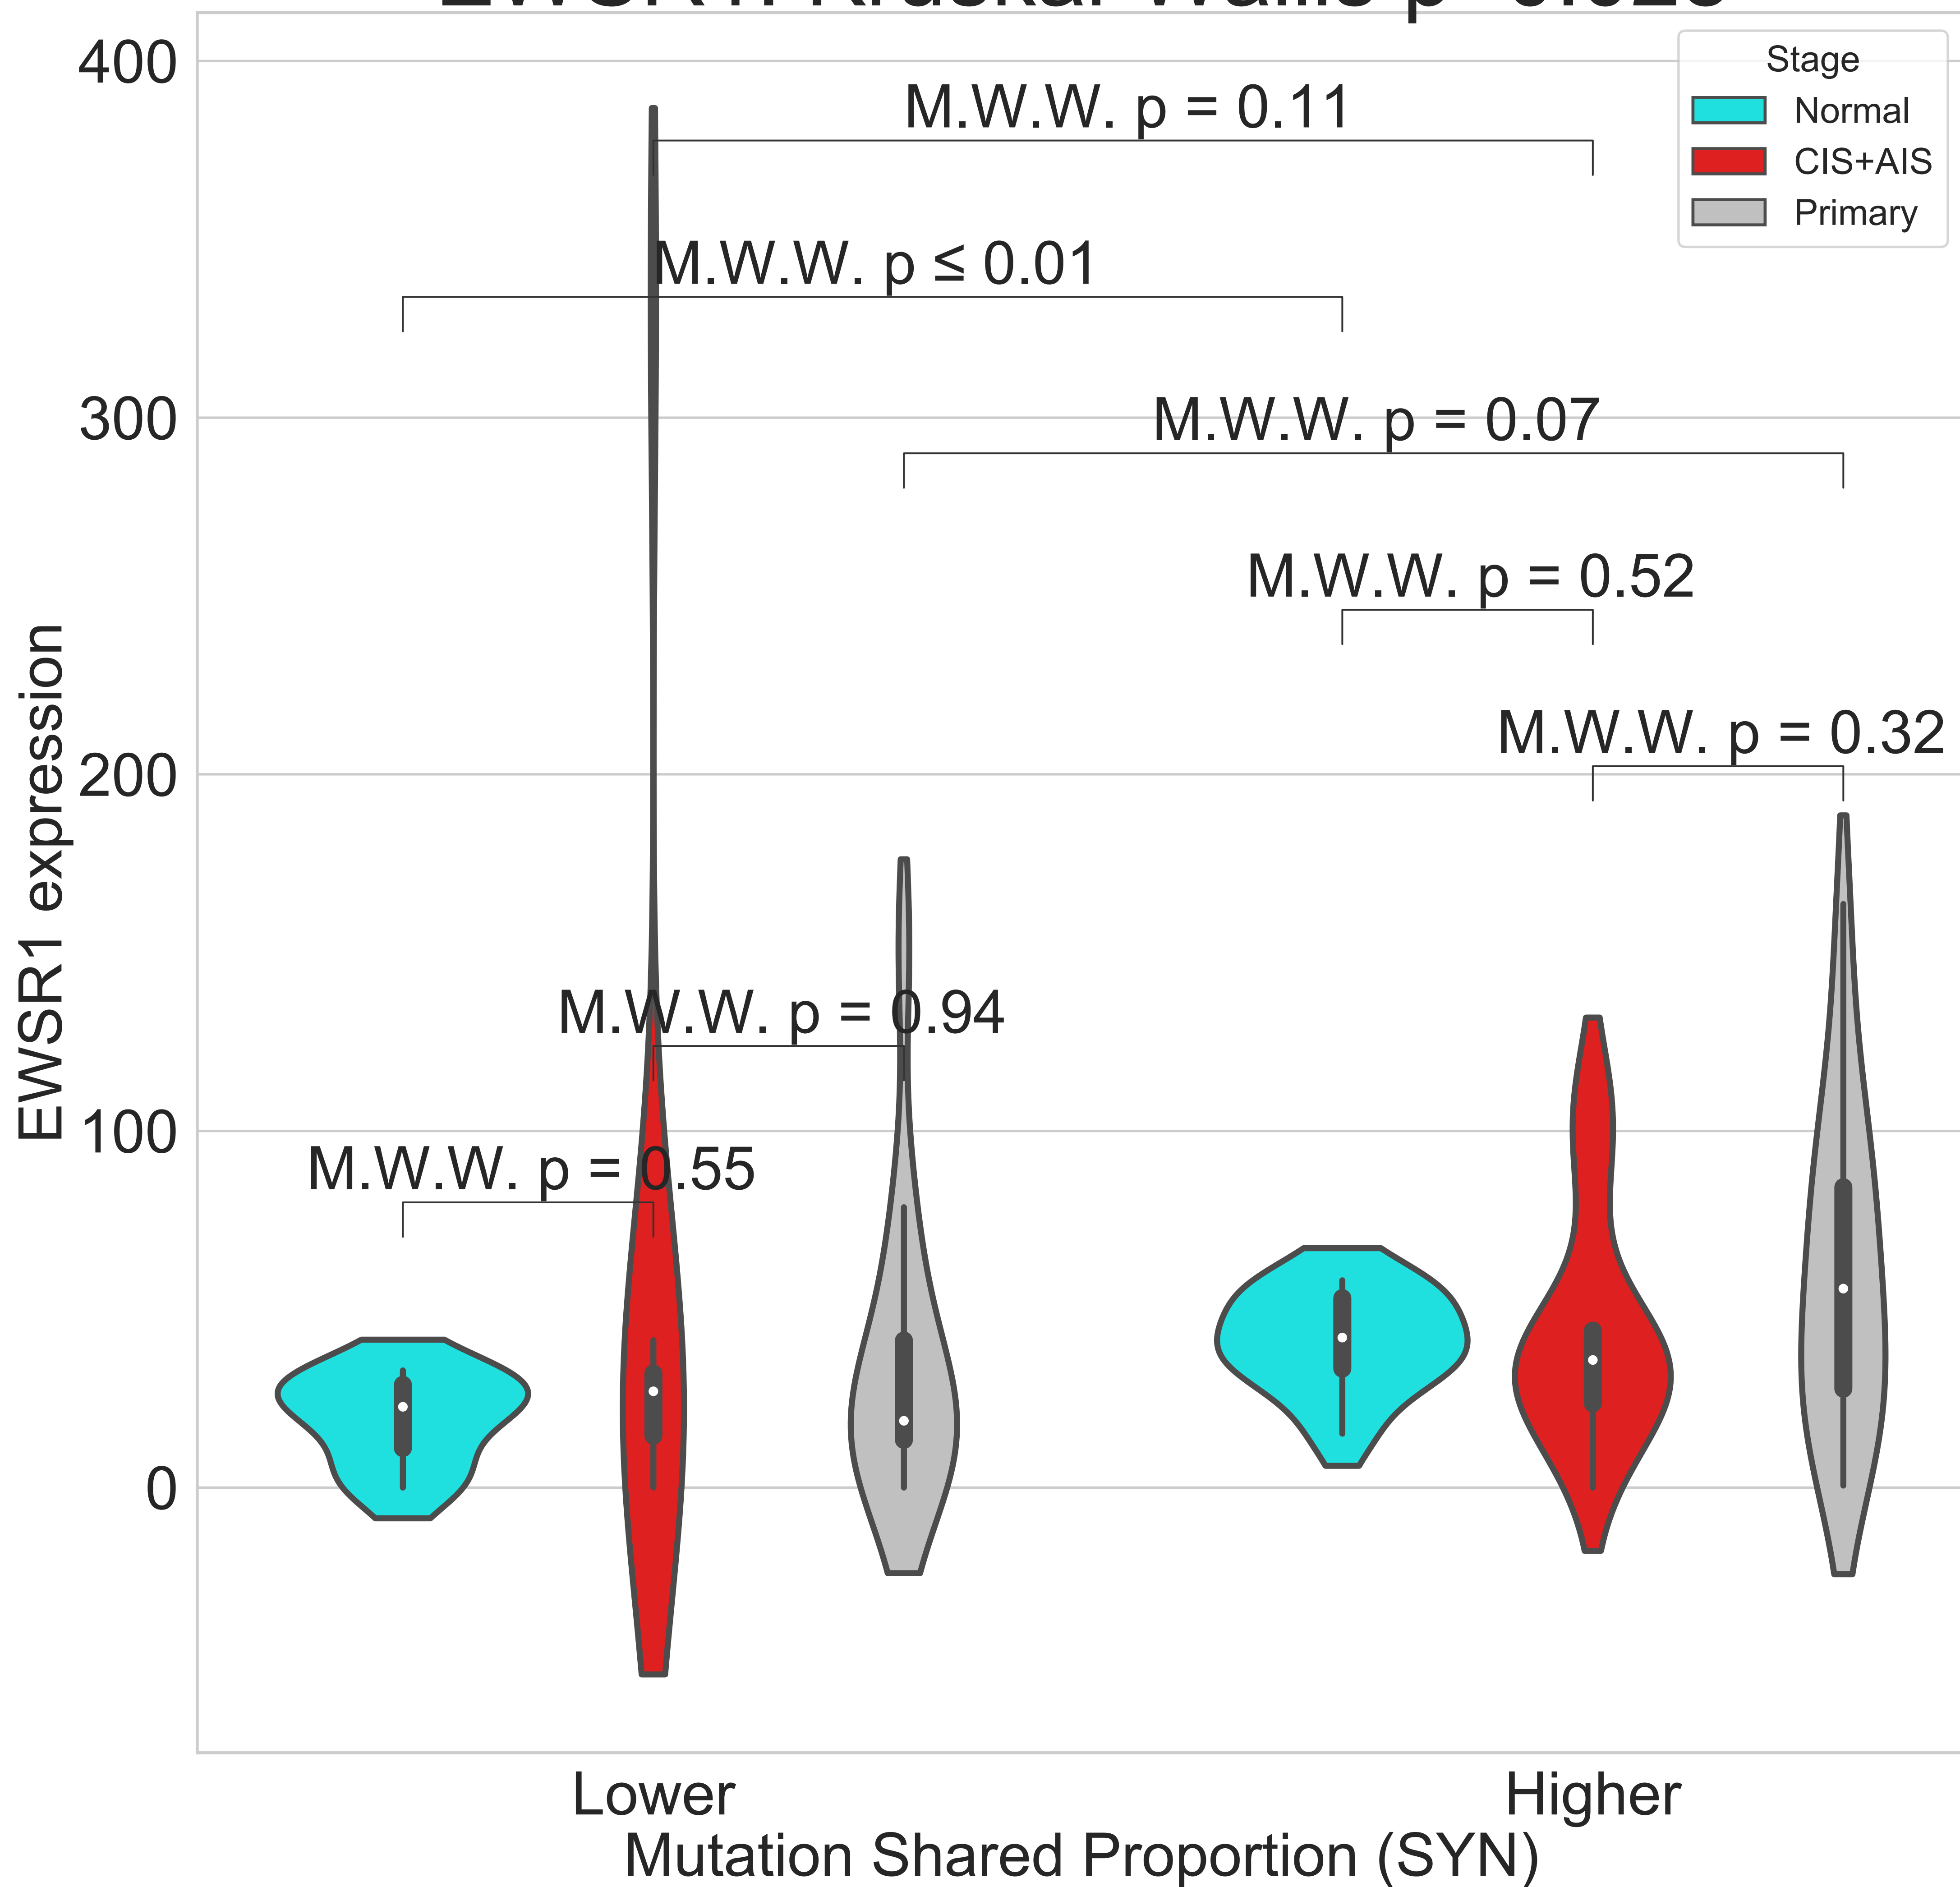 400
300
200
100
0
EWSR1 expression
Stage
Normal
CIS+AIS
Primary
M.W.W. p = 0.11
M.W.W. p ≤ 0.01
M.W.W. p = 0.07
M.W.W. p = 0.52
M.W.W. p = 0.32
M.W.W. p = 0.94
M.W.W. p = 0.55
Lower
Higher
Mutation Shared Proportion (SYN)